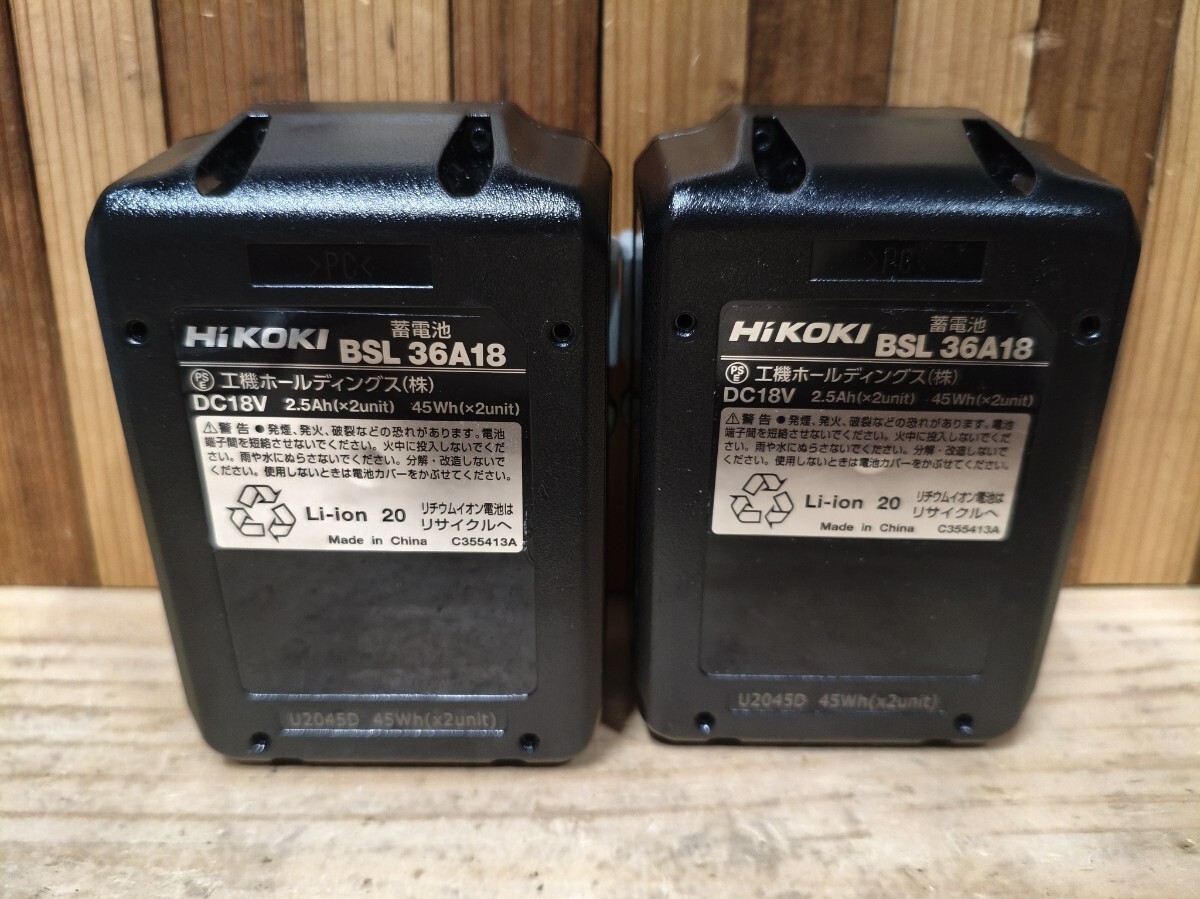 >PC<
HiKOKI 蓄電池
BSL 36A18
PSE 工機ホールディングス(株)
DC18V 2.5Ah(×2unit) 45Wh(×2unit)
⚠警告 ●発煙、発火、破裂などの恐れがあります。電池
端子間を短絡させないでください。火中に投入しないでくだ
さい。雨や水にぬらさないでください。分解・改造しないで
ください。使用しないときは電池カバーをかぶせてください。
Li-ion 20 リチウムイオン電池は
リサイクルへ
Made in China C355413A
U2045D 45Wh(x2unit)
>PC<
HiKOKI 蓄電池
BSL 36A18
PSE 工機ホールディングス(株)
DC18V 2.5Ah(×2unit) 45Wh(×2unit)
⚠警告 ●発煙、発火、破裂などの恐れがあります。電池
端子間を短絡させないでください。火中に投入しないでくだ
さい。雨や水にぬらさないでください。分解・改造しないで
ください。使用しないときは電池カバーをかぶせてください。
Li-ion 20 リチウムイオン電池は
リサイクルへ
Made in China C355413A
U2045D 45Wh(x2unit)